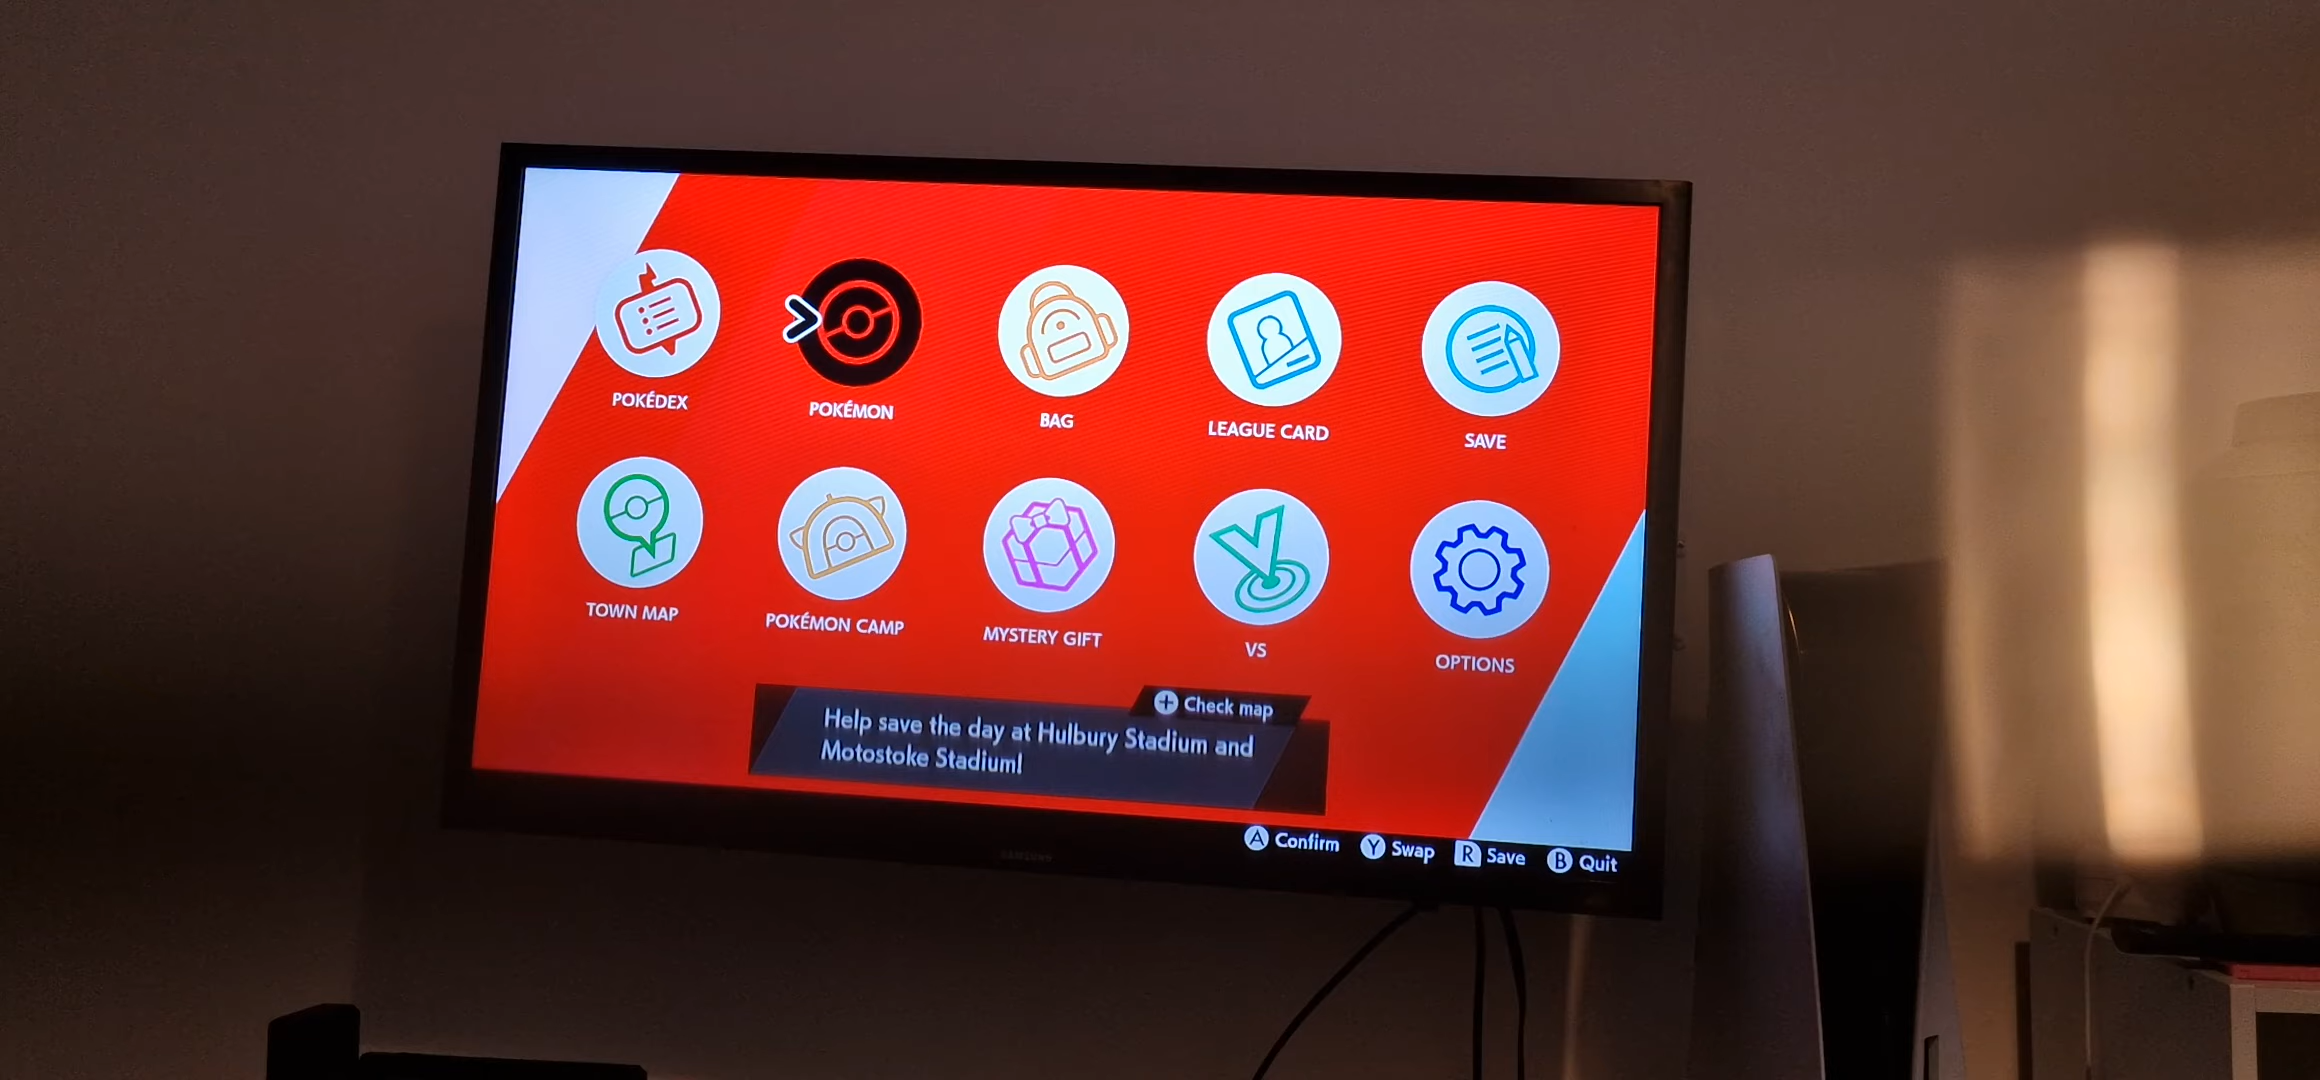 POKÉDEX
POKÉMON
BAG
LEAGUE CARD
SAVE
TOWN MAP
POKÉMON CAMP
MYSTERY GIFT
VS
OPTIONS
+ Check map
Help save the day at Hulbury Stadium and
Motostoke Stadium!
A Confirm Y Swap R Save B Quit
SAMSUNG